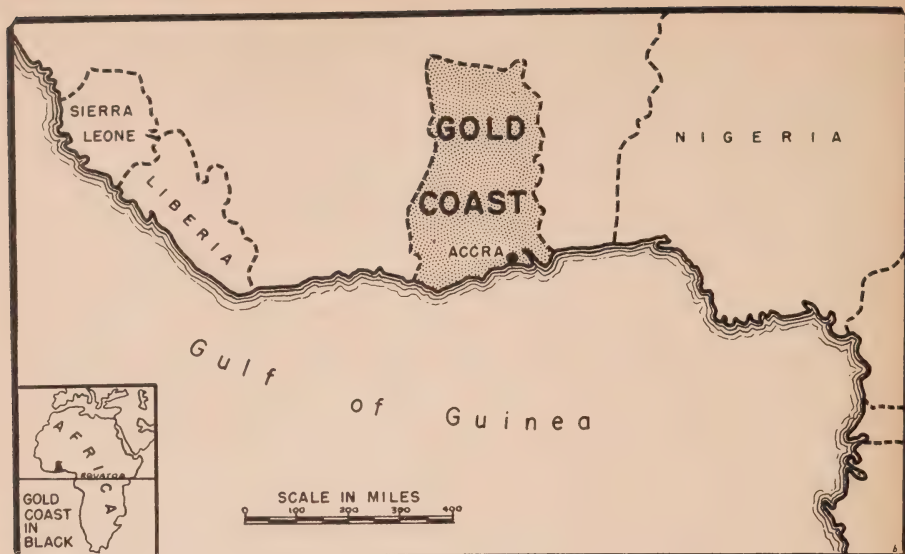 SIERRA
LEONE
LIBERIA
GOLD
COAST
ACCRA
NIGERIA
Gulf
of Guinea
AFRICA
EQUATOR
GOLD
COAST
IN
BLACK
SCALE IN MILES
0 100 200 300 400